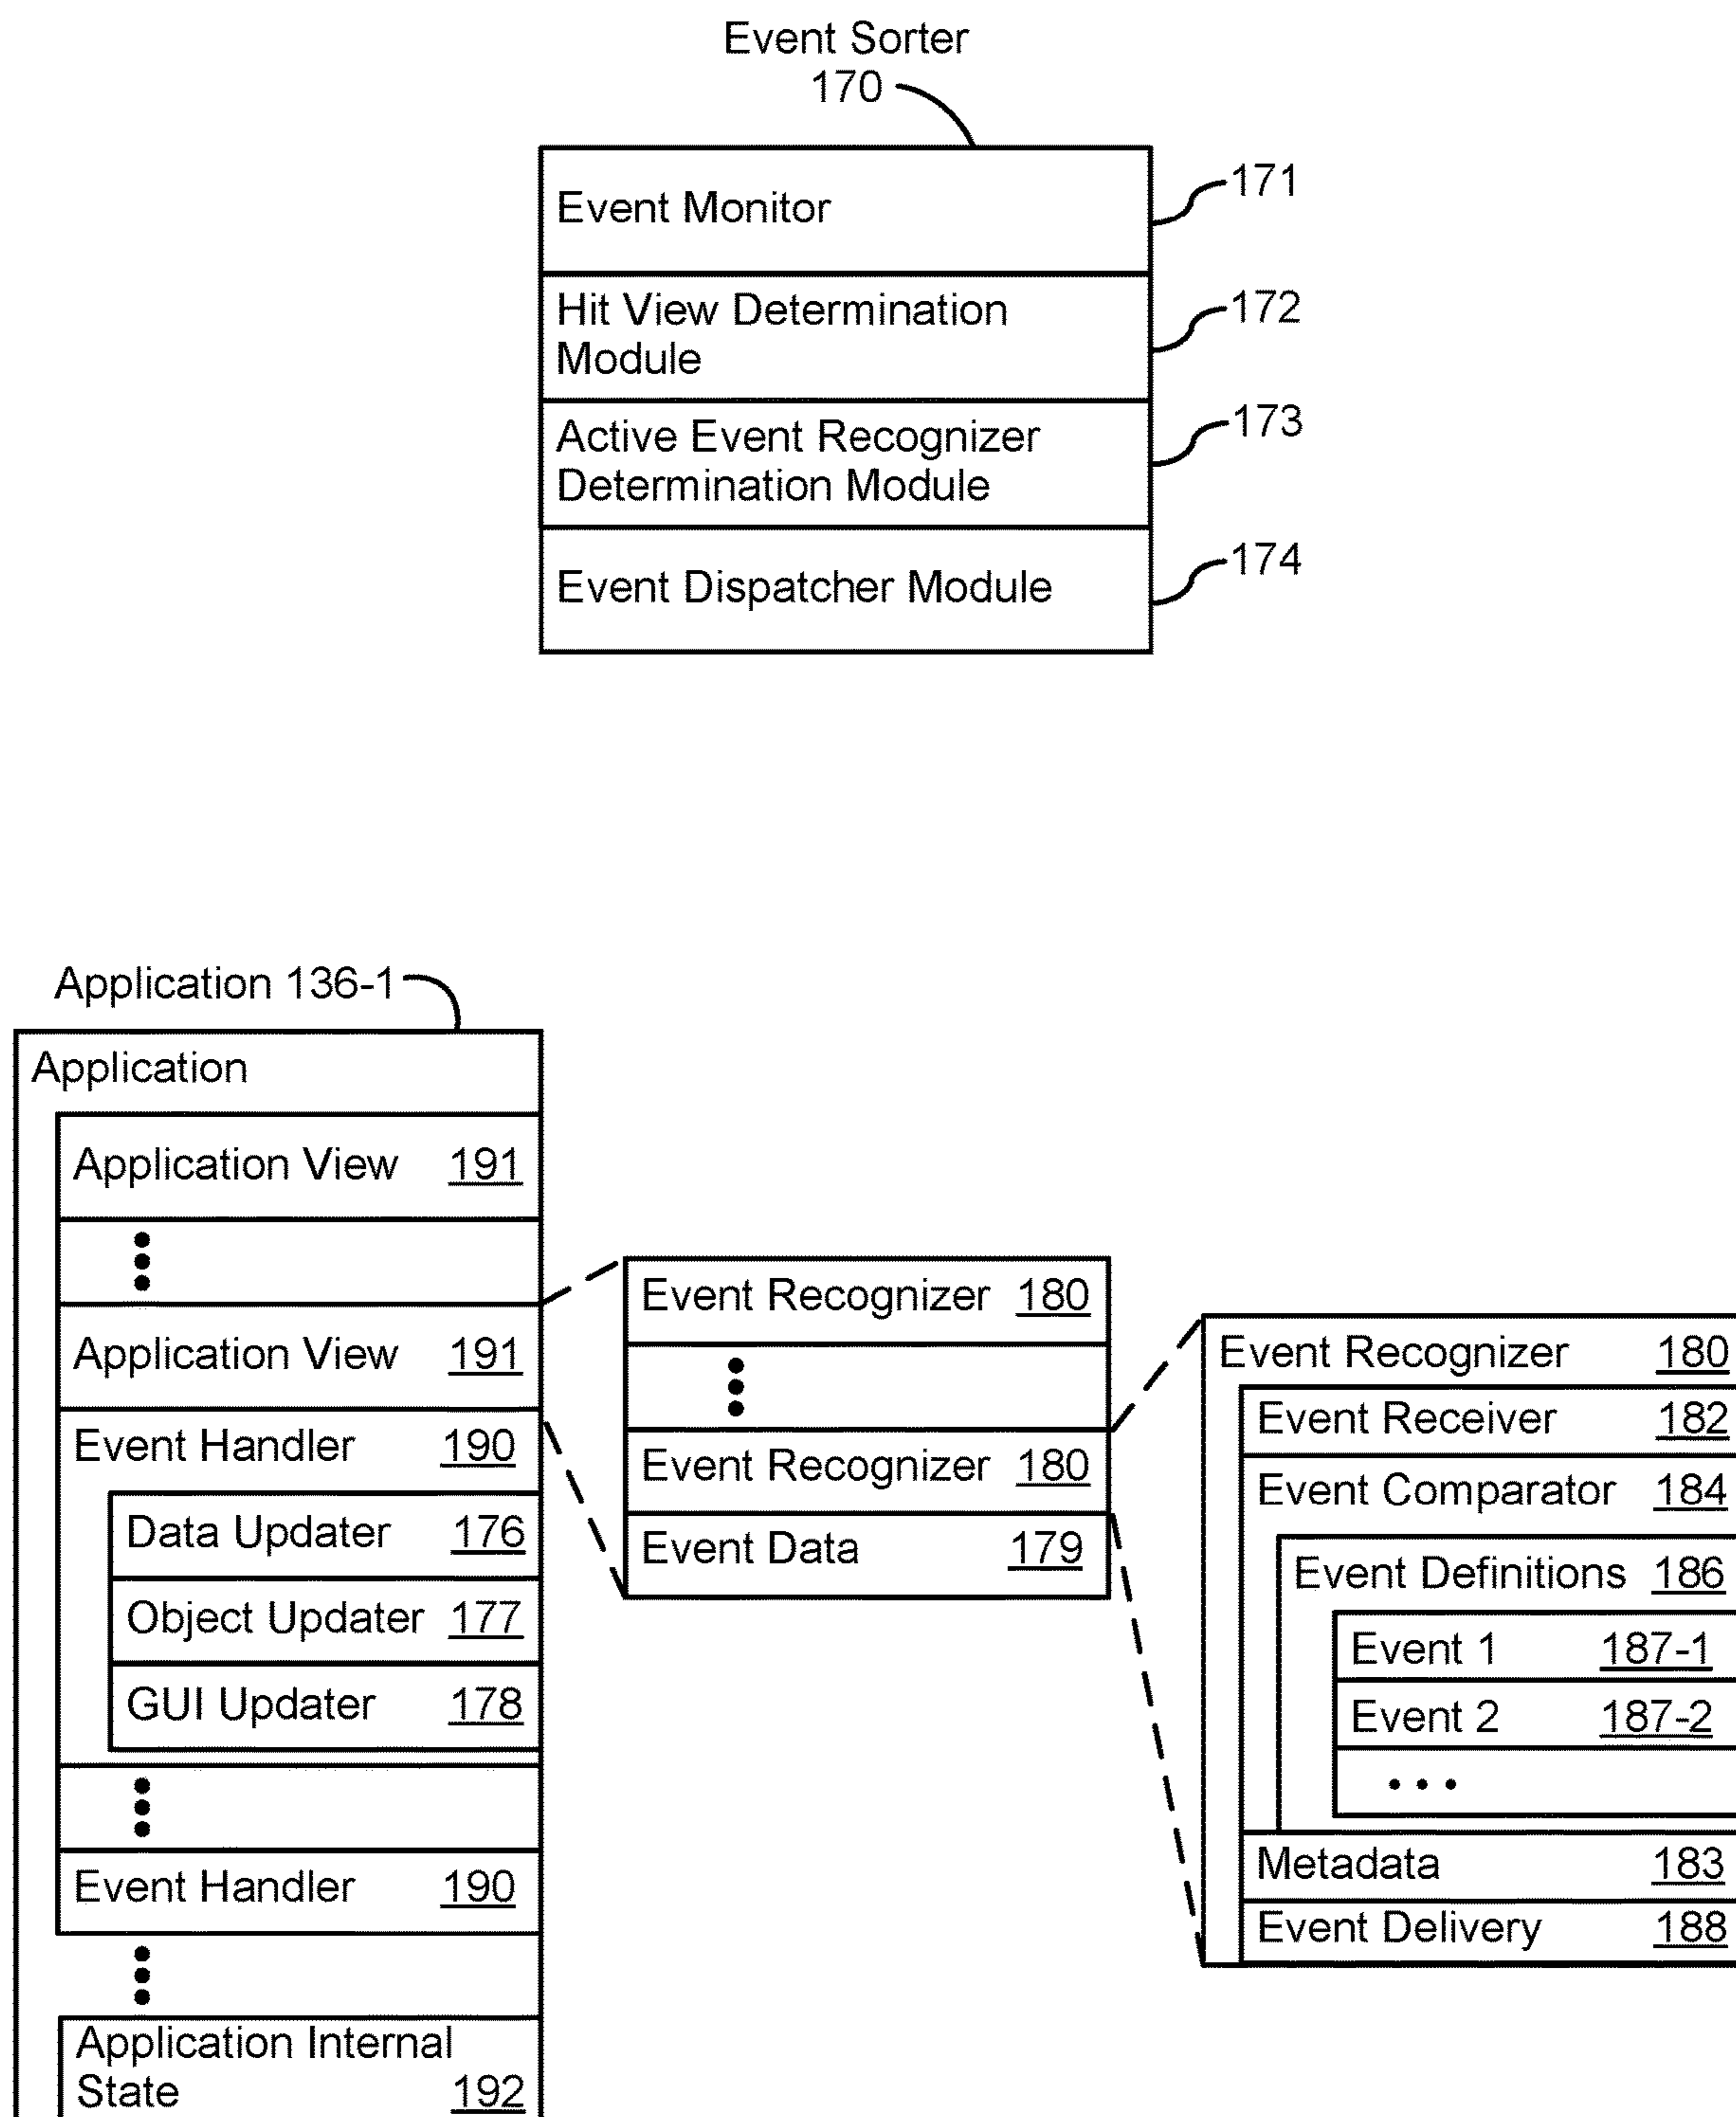 Event Sorter
170
Event Monitor
171
Hit View Determination
Module
172
Active Event Recognizer
Determination Module
173
Event Dispatcher Module
174
Application 136-1
Application
Application View 191
Application View 191
Event Handler 190
Data Updater 176
Object Updater 177
GUI Updater 178
Event Handler 190
Application Internal
State 192
Event Recognizer 180
Event Recognizer 180
Event Data 179
Event Recognizer 180
Event Receiver 182
Event Comparator 184
Event Definitions 186
Event 1 187-1
Event 2 187-2
• • •
Metadata 183
Event Delivery 188